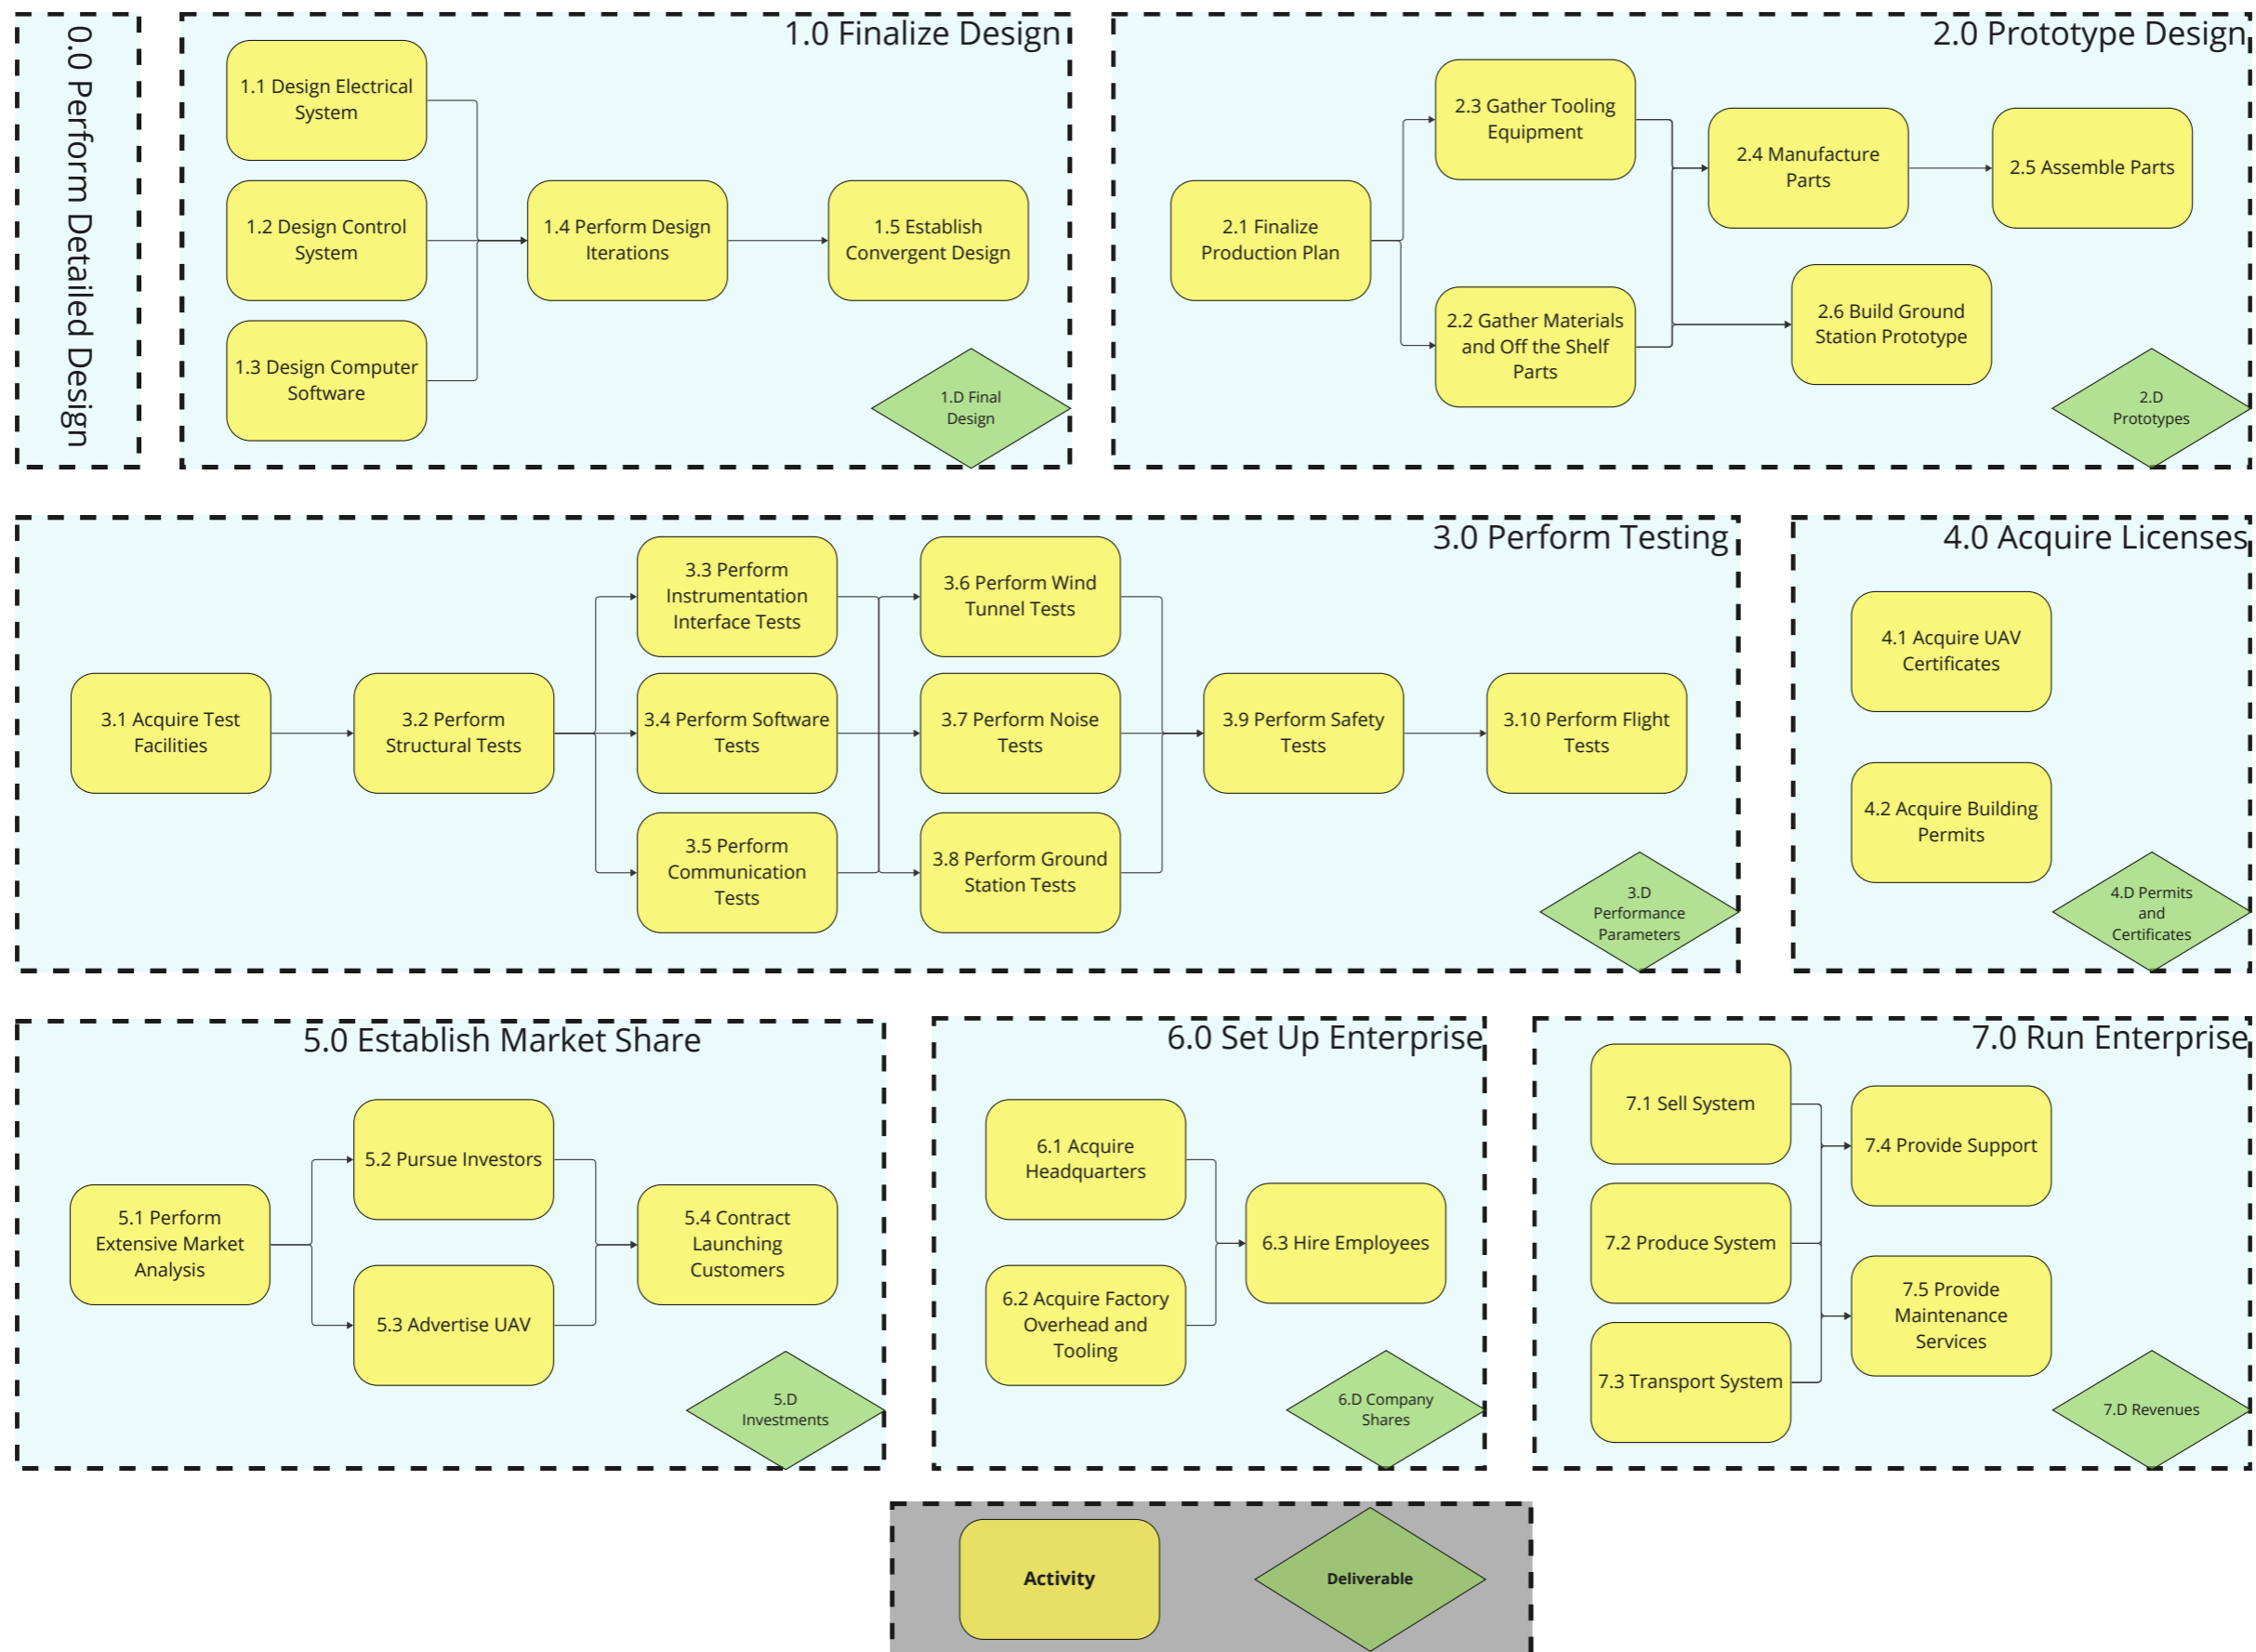 0.0 Perform Detailed Design
1.0 Finalize Design
1.1 Design Electrical
System
1.2 Design Control
System
1.3 Design Computer
Software
1.4 Perform Design
Iterations
1.5 Establish
Convergent Design
1.D Final
Design
2.0 Prototype Design
2.1 Finalize
Production Plan
2.3 Gather Tooling
Equipment
2.2 Gather Materials
and Off the Shelf
Parts
2.4 Manufacture
Parts
2.5 Assemble Parts
2.6 Build Ground
Station Prototype
2.D
Prototypes
3.0 Perform Testing
3.1 Acquire Test
Facilities
3.2 Perform
Structural Tests
3.3 Perform
Instrumentation
Interface Tests
3.4 Perform Software
Tests
3.5 Perform
Communication
Tests
3.6 Perform Wind
Tunnel Tests
3.7 Perform Noise
Tests
3.8 Perform Ground
Station Tests
3.9 Perform Safety
Tests
3.10 Perform Flight
Tests
3.D
Performance
Parameters
4.0 Acquire Licenses
4.1 Acquire UAV
Certificates
4.2 Acquire Building
Permits
4.D Permits
and
Certificates
5.0 Establish Market Share
5.1 Perform
Extensive Market
Analysis
5.2 Pursue Investors
5.3 Advertise UAV
5.4 Contract
Launching
Customers
5.D
Investments
6.0 Set Up Enterprise
6.1 Acquire
Headquarters
6.2 Acquire Factory
Overhead and
Tooling
6.3 Hire Employees
6.D Company
Shares
7.0 Run Enterprise
7.1 Sell System
7.2 Produce System
7.3 Transport System
7.4 Provide Support
7.5 Provide
Maintenance
Services
7.D Revenues
Activity
Deliverable